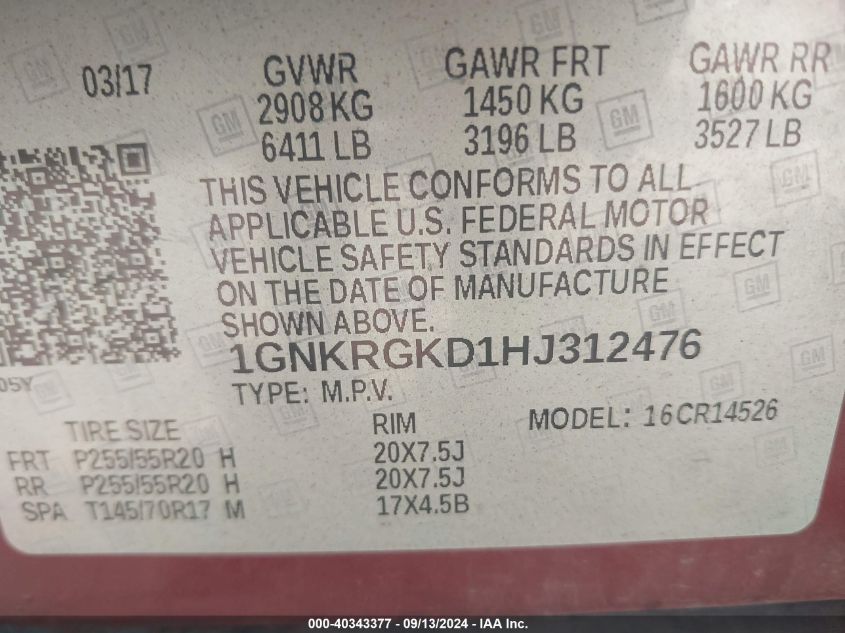 03/17 GVWR GAWR FRT GAWR RR
2908 KG 1450 KG 1600 KG
6411 LB 3196 LB 3527 LB
THIS VEHICLE CONFORMS TO ALL
APPLICABLE U.S. FEDERAL MOTOR
VEHICLE SAFETY STANDARDS IN EFFECT
ON THE DATE OF MANUFACTURE
SHOWN ABOVE.
1GNKRGKD1HJ312476
05Y
TYPE: M.P.V.
TIRE SIZE RIM MODEL: 16CR14526
FRT P255/55R20 H 20X7.5J
RR P255/55R20 H 20X7.5J
SPA T145/70R17 M 17X4.5B
000-40343377 - 09/13/2024 - IAA Inc.